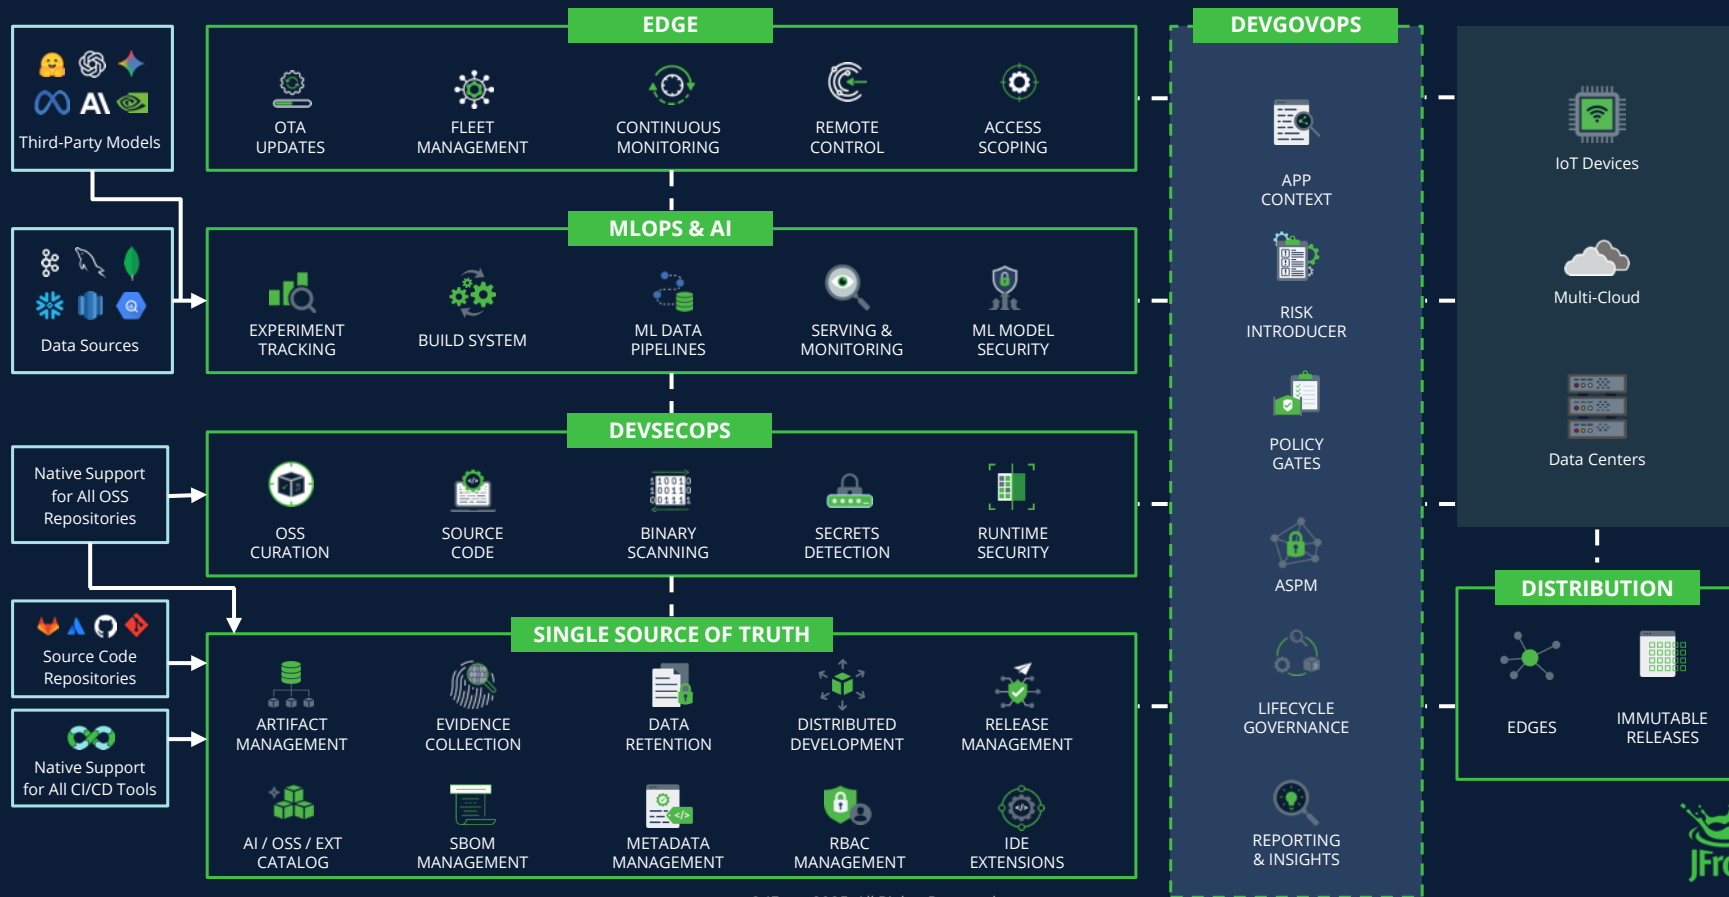 EDGE
DEVGOVOPS
Third-Party Models
OTA
UPDATES
FLEET
MANAGEMENT
CONTINUOUS
MONITORING
REMOTE
CONTROL
ACCESS
SCOPING
APP
CONTEXT
IoT Devices
MLOPS & AI
Data Sources
EXPERIMENT
TRACKING
BUILD SYSTEM
ML DATA
PIPELINES
SERVING &
MONITORING
ML MODEL
SECURITY
RISK
INTRODUCER
Multi-Cloud
DEVSECOPS
Native Support
for All OSS
Repositories
OSS
CURATION
SOURCE
CODE
BINARY
SCANNING
SECRETS
DETECTION
RUNTIME
SECURITY
POLICY
GATES
Data Centers
ASPM
DISTRIBUTION
SINGLE SOURCE OF TRUTH
Source Code
Repositories
ARTIFACT
MANAGEMENT
EVIDENCE
COLLECTION
DATA
RETENTION
DISTRIBUTED
DEVELOPMENT
RELEASE
MANAGEMENT
LIFECYCLE
GOVERNANCE
EDGES
IMMUTABLE
RELEASES
Native Support
for All CI/CD Tools
AI / OSS / EXT
CATALOG
SBOM
MANAGEMENT
METADATA
MANAGEMENT
RBAC
MANAGEMENT
IDE
EXTENSIONS
REPORTING
& INSIGHTS